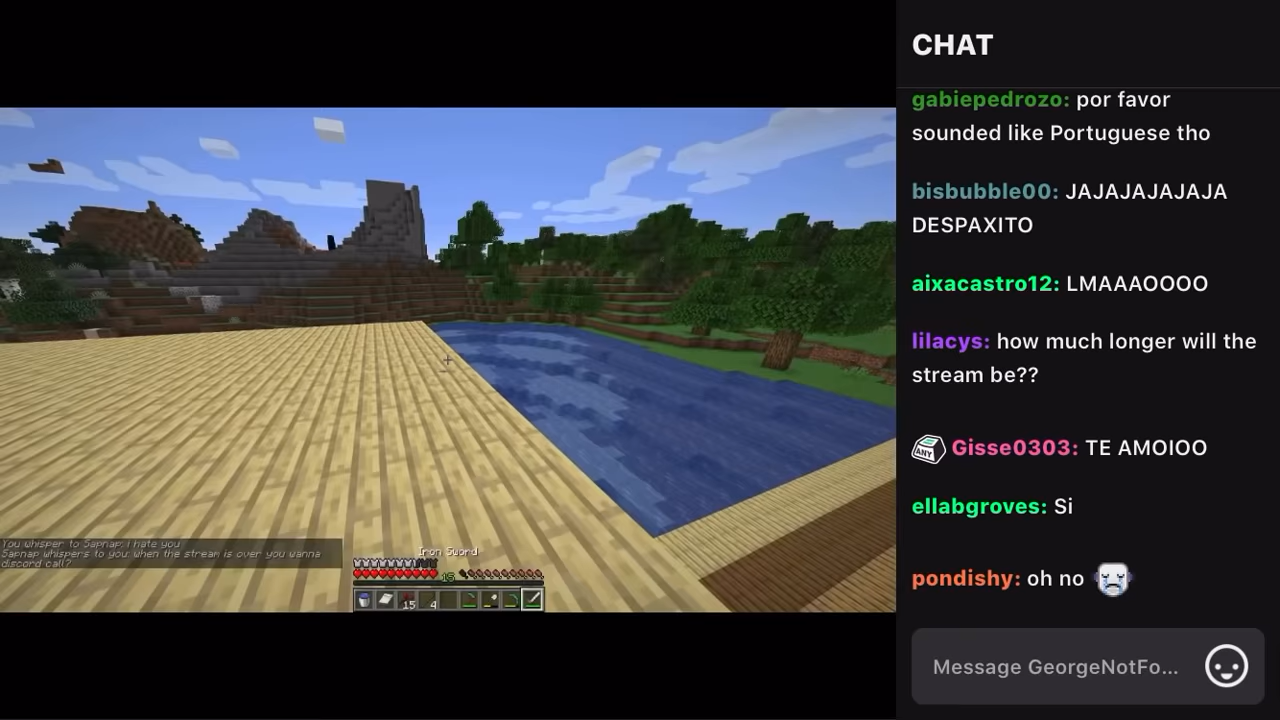 You whisper to Sapnap: i hate you
Sapnap whispers to you: when the stream is over you wanna
discord call?
Iron Sword
15
15
4
CHAT
gabiepedrozo: por favor
sounded like Portuguese tho
bisbubble00: JAJAJAJAJAJA
DESPAXITO
aixacastro12: LMAAAOOOO
lilacys: how much longer will the
stream be??
ANY Gisse0303: TE AMOIOO
ellabgroves: Si
pondishy: oh no
Message GeorgeNotFo...